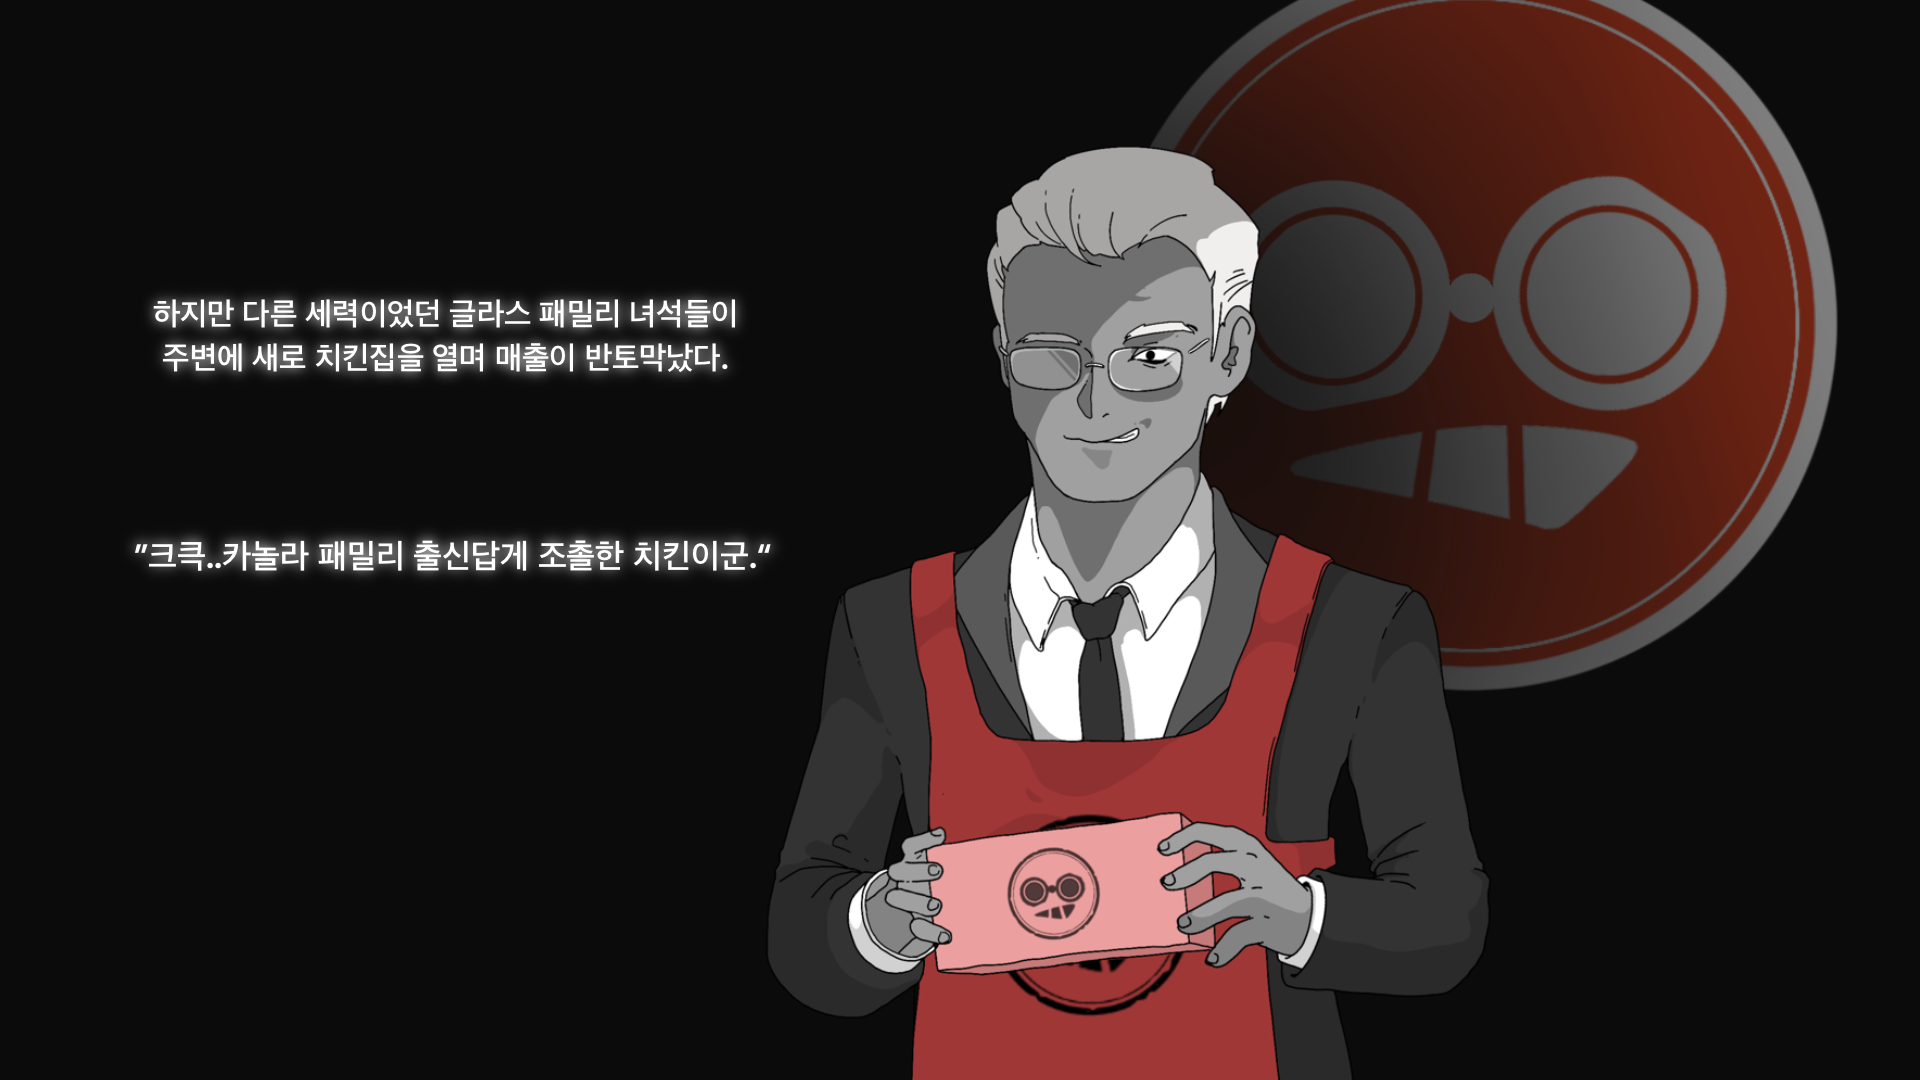 하지만 다른 세력이었던 글라스 패밀리 녀석들이
주변에 새로 치킨집을 열며 매출이 반토막났다.
"크큭..카놀라 패밀리 출신답게 조촐한 치킨이군."